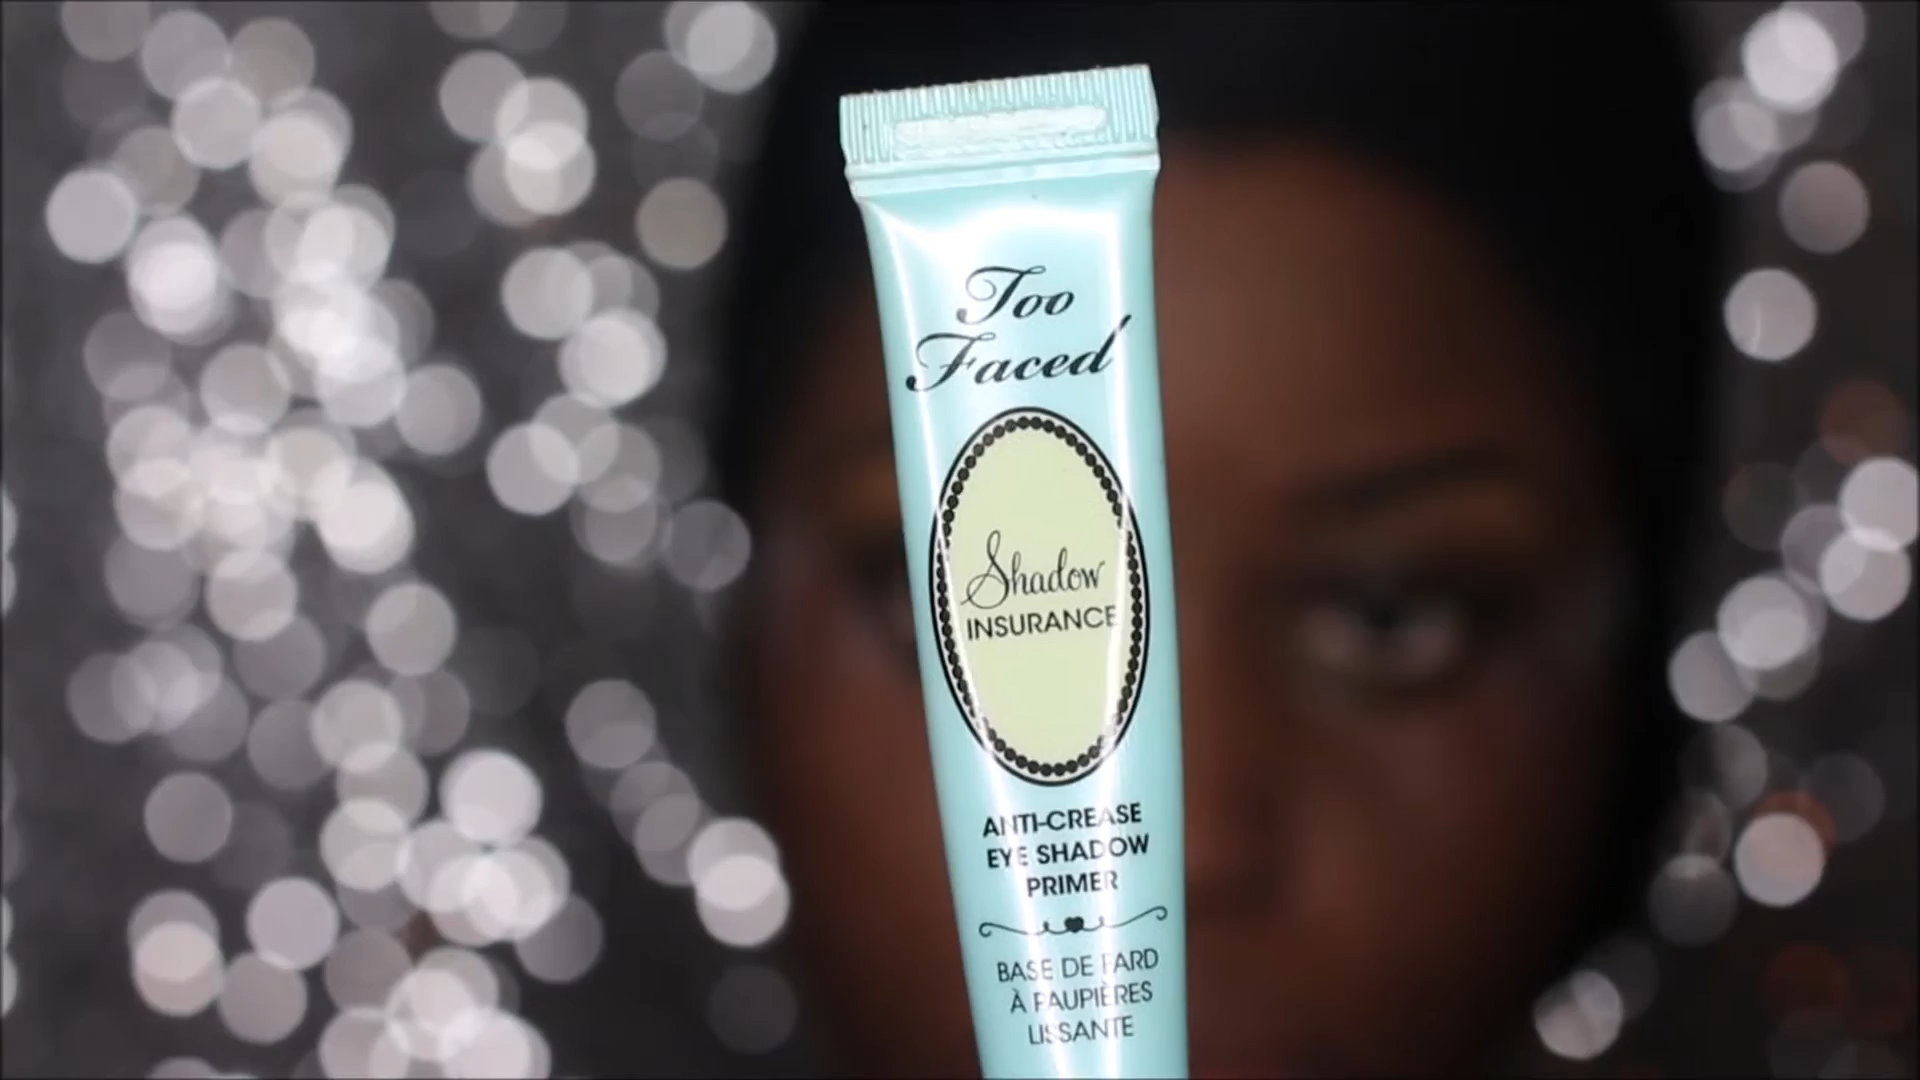 Too
Faced
Shadow
INSURANCE
ANTI-CREASE
EYE SHADOW
PRIMER
BASE DE FARD
À PAUPIÈRES
LISSANTE